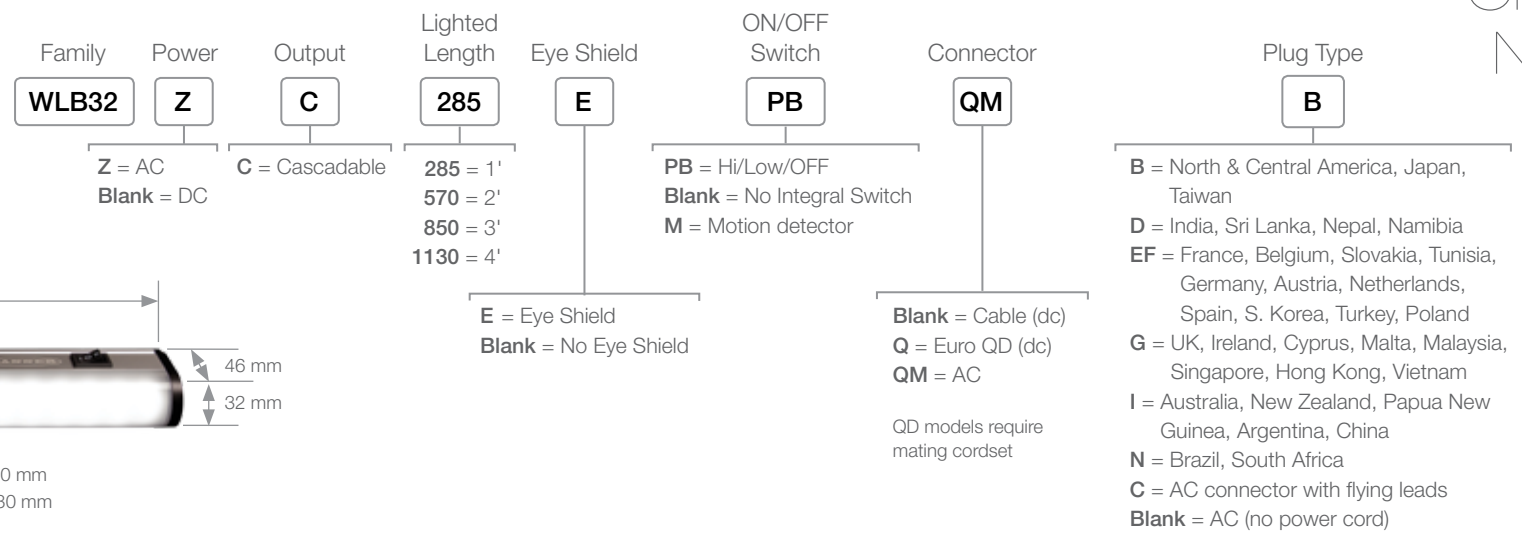 Lighted
ON/OFF
Family Power Output Length Eye Shield Switch Connector Plug Type
WLB32 Z C 285 E PB QM B
Z = AC
Blank = DC
C = Cascadable
285 = 1'
570 = 2'
850 = 3'
1130 = 4'
E = Eye Shield
Blank = No Eye Shield
PB = Hi/Low/OFF
Blank = No Integral Switch
M = Motion detector
Blank = Cable (dc)
Q = Euro QD (dc)
QM = AC
QD models require
mating cordset
B = North & Central America, Japan,
Taiwan
D = India, Sri Lanka, Nepal, Namibia
EF = France, Belgium, Slovakia, Tunisia,
Germany, Austria, Netherlands,
Spain, S. Korea, Turkey, Poland
G = UK, Ireland, Cyprus, Malta, Malaysia,
Singapore, Hong Kong, Vietnam
I = Australia, New Zealand, Papua New
Guinea, Argentina, China
N = Brazil, South Africa
C = AC connector with flying leads
Blank = AC (no power cord)
46 mm
32 mm
0 mm
30 mm